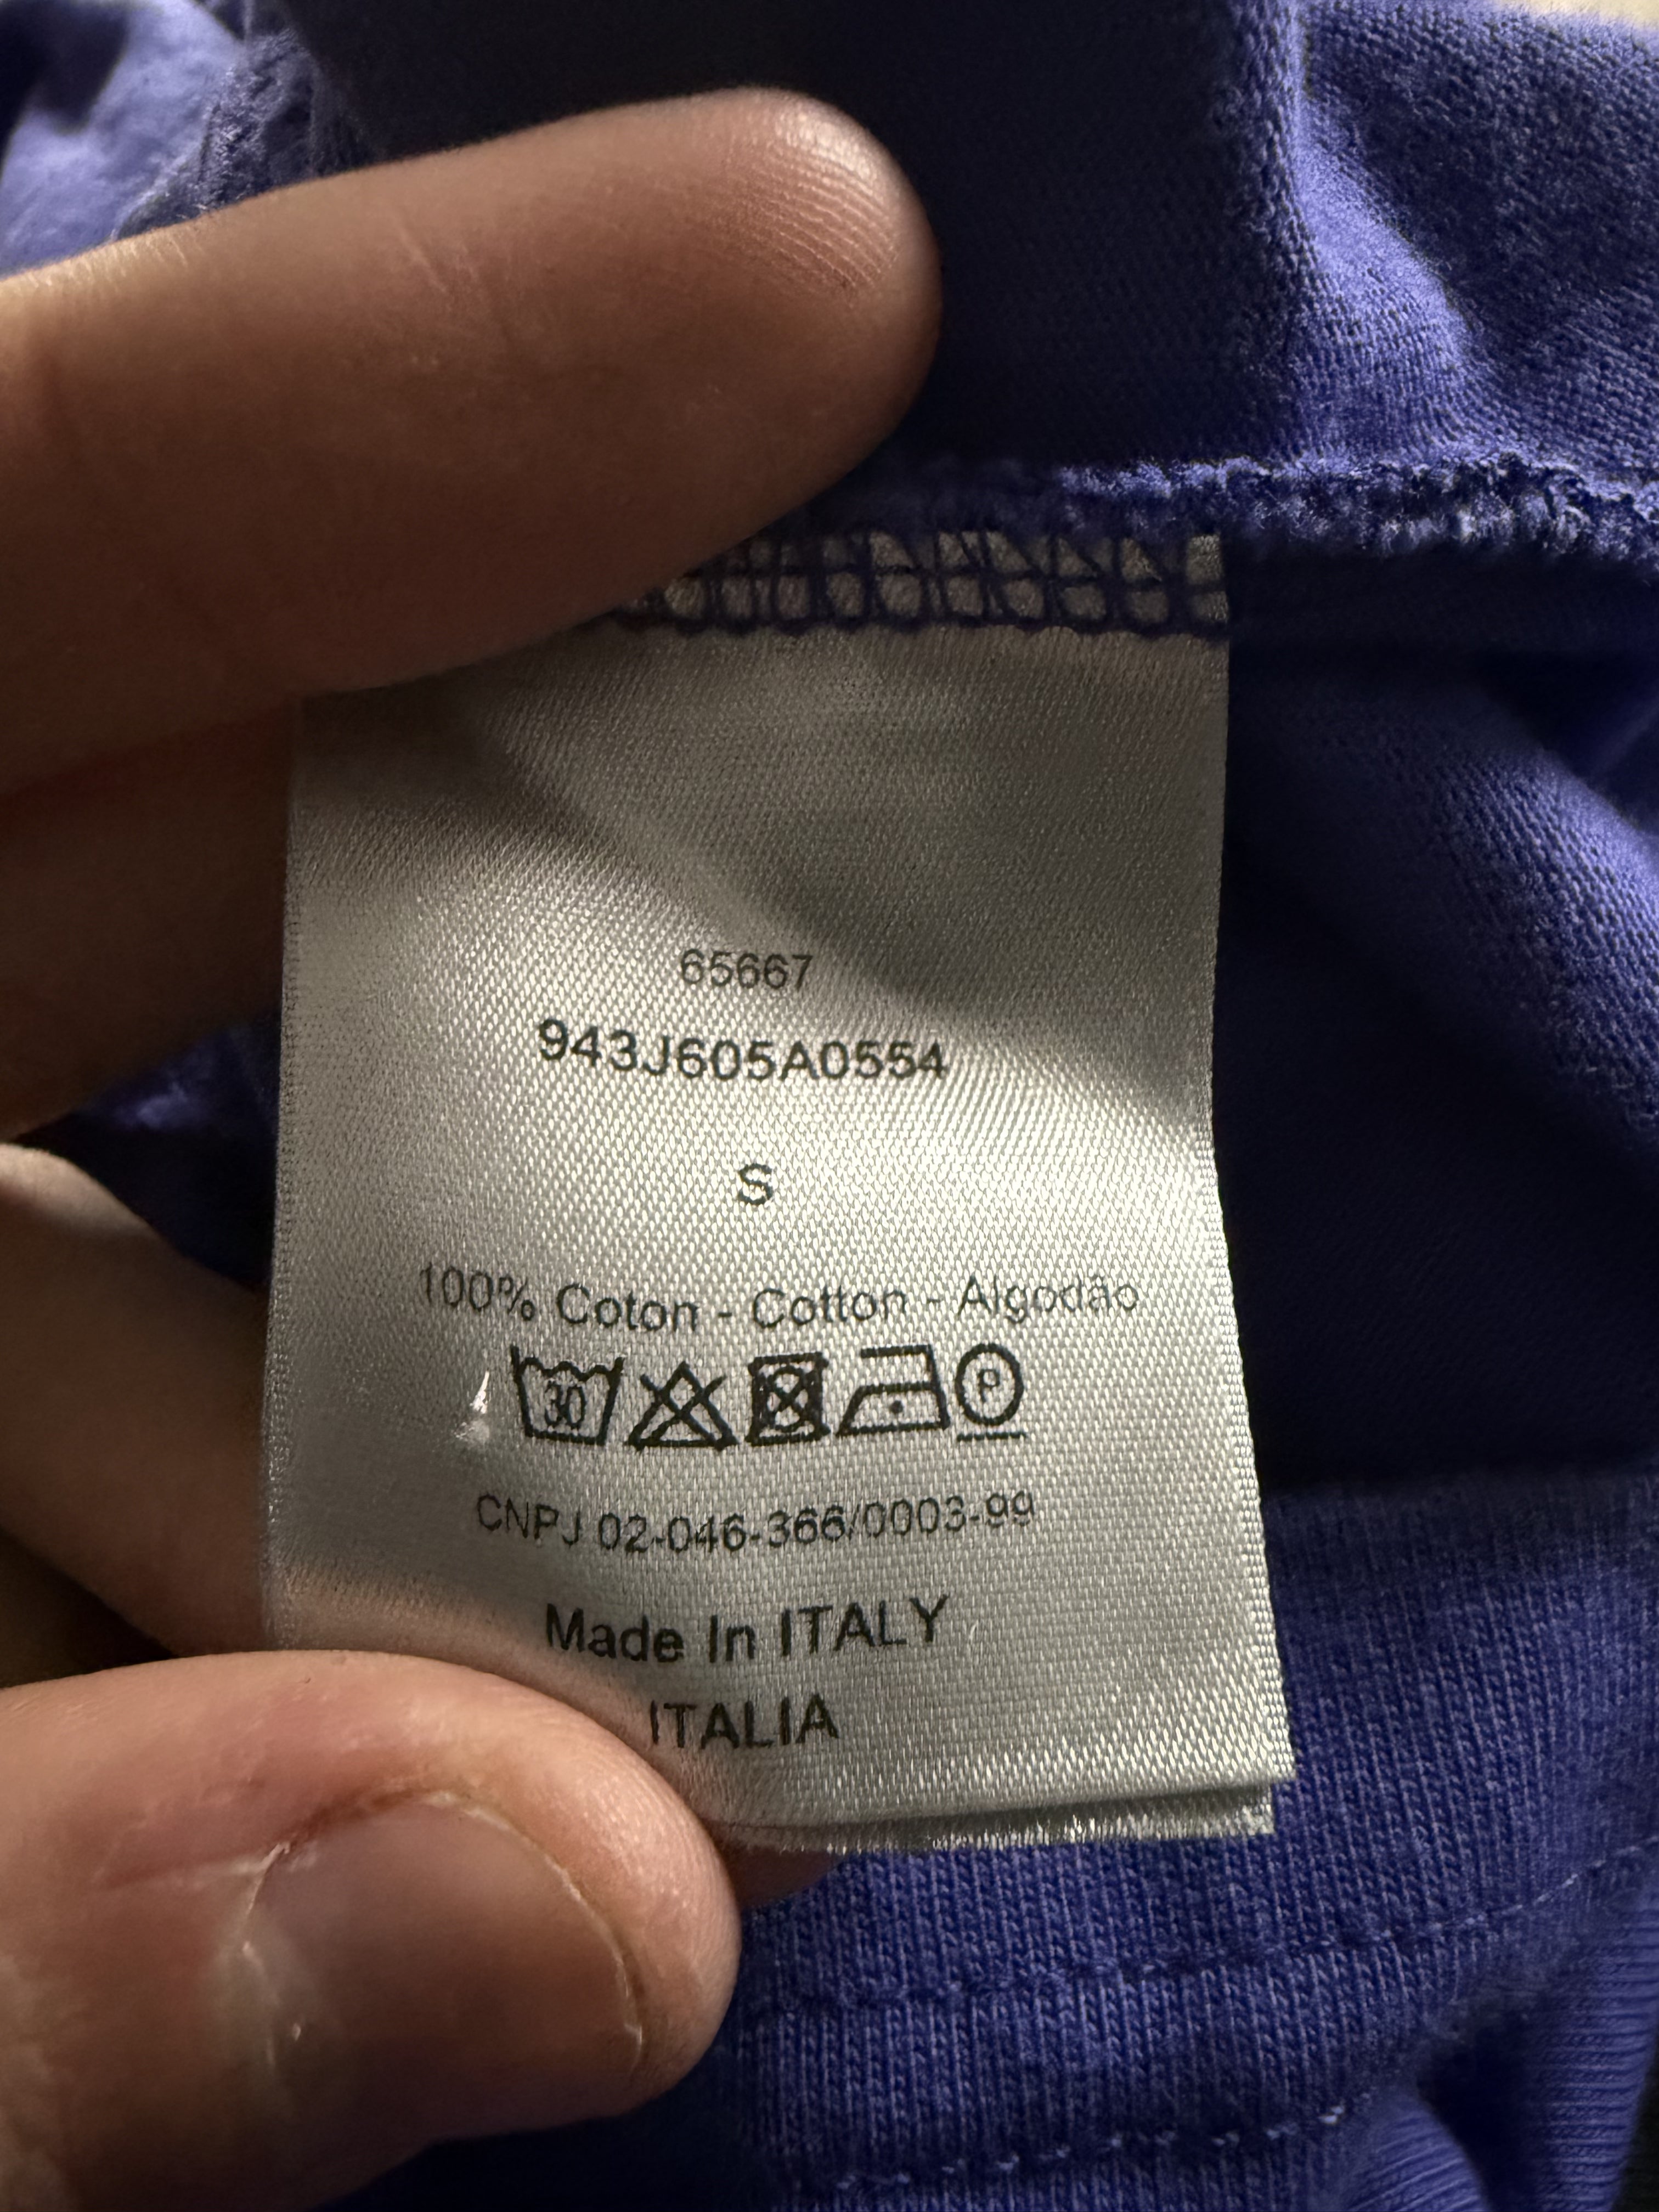 65667
943J605A0554
S
100% Coton - Cotton - Algodão
30 P
CNPJ 02-046-366/0003-99
Made In ITALY
ITALIA